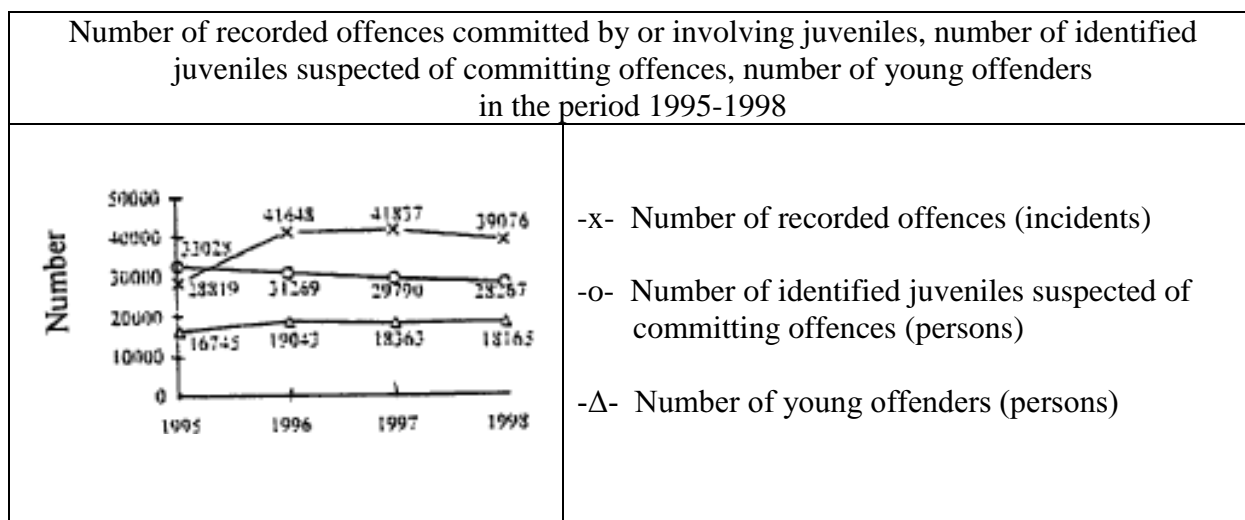 Number of recorded offences committed by or involving juveniles, number of identified
juveniles suspected of committing offences, number of young offenders
in the period 1995-1998
Number
50000
40000
30000
20000
10000
0
41648
39076
28819
31269
29790
16745
19043
18363
18165
1995
1996
1997
1998
-x- Number of recorded offences (incidents)
-o- Number of identified juveniles suspected of
committing offences (persons)
-Δ- Number of young offenders (persons)